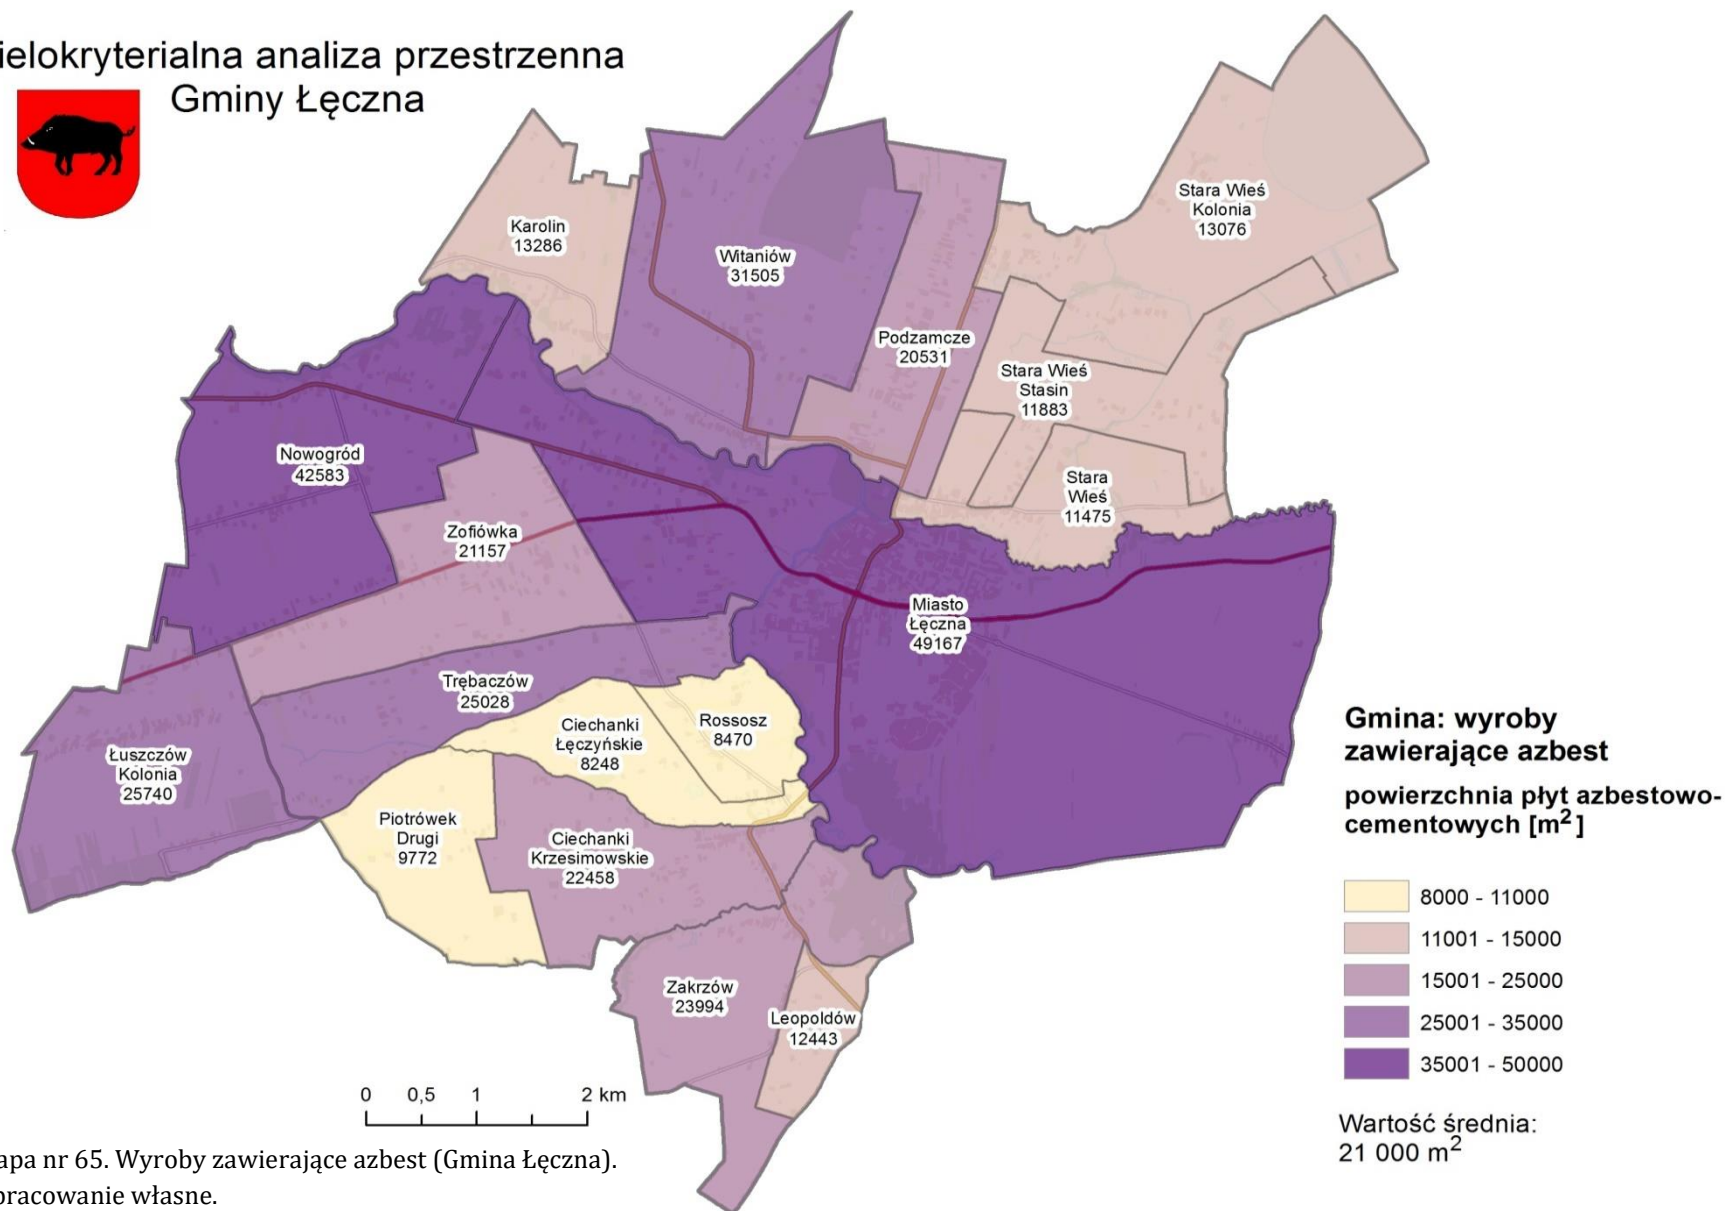 ielokryterialna analiza przestrzenna
Gminy Łęczna
Karolin
13286
Witaniów
31505
Stara Wieś
Kolonia
13076
Podzamcze
20531
Stara Wieś
Stasin
11883
Nowogród
42583
Stara
Wieś
11475
Zofiówka
21157
Miasto
Łęczna
49167
Trębaczów
25028
Ciechanki
Łęczyńskie
8248
Rossosz
8470
Łuszczów
Kolonia
25740
Piotrówek
Drugi
9772
Ciechanki
Krzesimowskie
22458
Zakrzów
23994
Leopoldów
12443
Gmina: wyroby
zawierające azbest
powierzchnia płyt azbestowo-
cementowych [m²]
8000 - 11000
11001 - 15000
15001 - 25000
25001 - 35000
35001 - 50000
Wartość średnia:
21 000 m²
0 0,5 1 2 km
apa nr 65. Wyroby zawierające azbest (Gmina Łęczna).
pracowanie własne.